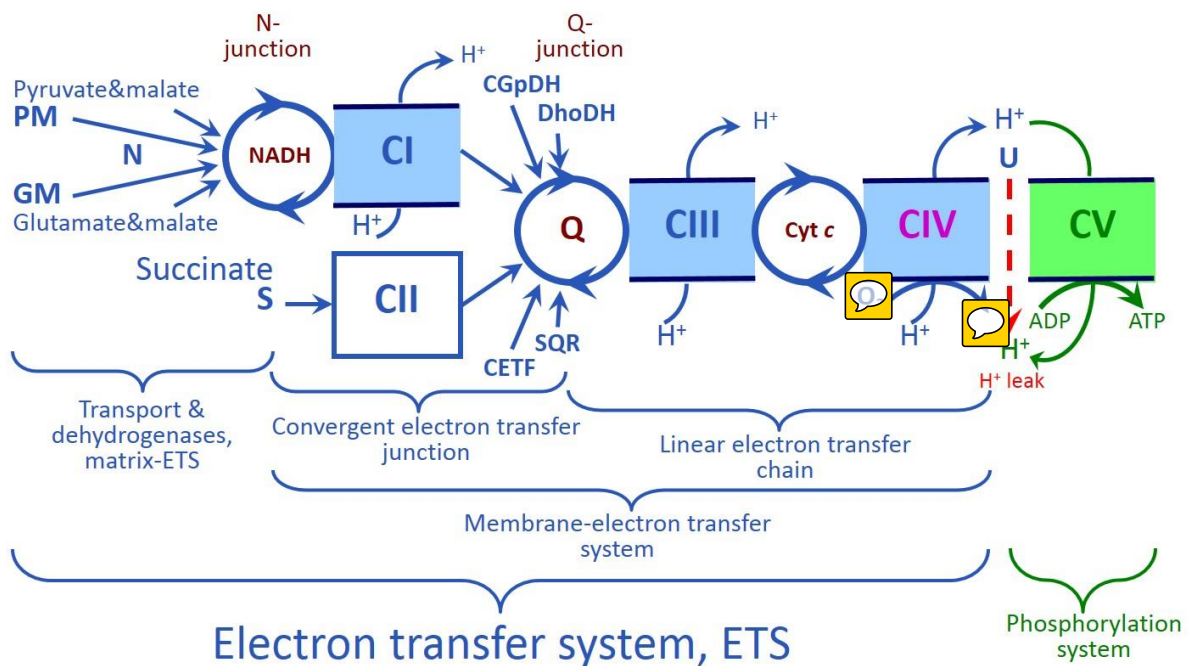 N-
junction
Q-
junction
Pyruvate&malate
PM
N
GM
Glutamate&malate
NADH
CI
H⁺
H⁺
CGpDH
DhoDH
Q
CIII
H⁺
H⁺
Cyt c
CIV
H⁺
H⁺
U
CV
ADP
ATP
H⁺
H⁺ leak
Succinate
S
CII
SQR
CETF
Transport &
dehydrogenases,
matrix-ETS
Convergent electron transfer
junction
Linear electron transfer
chain
Membrane-electron transfer
system
Electron transfer system, ETS
Phosphorylation
system